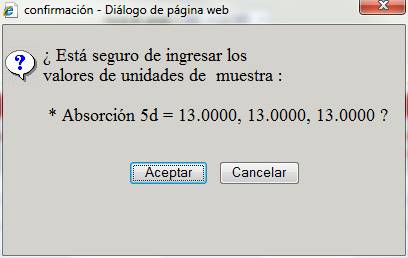 confirmación - Diálogo de página web
¿ Está seguro de ingresar los
valores de unidades de muestra :
* Absorción 5d = 13.0000, 13.0000, 13.0000 ?
Aceptar
Cancelar